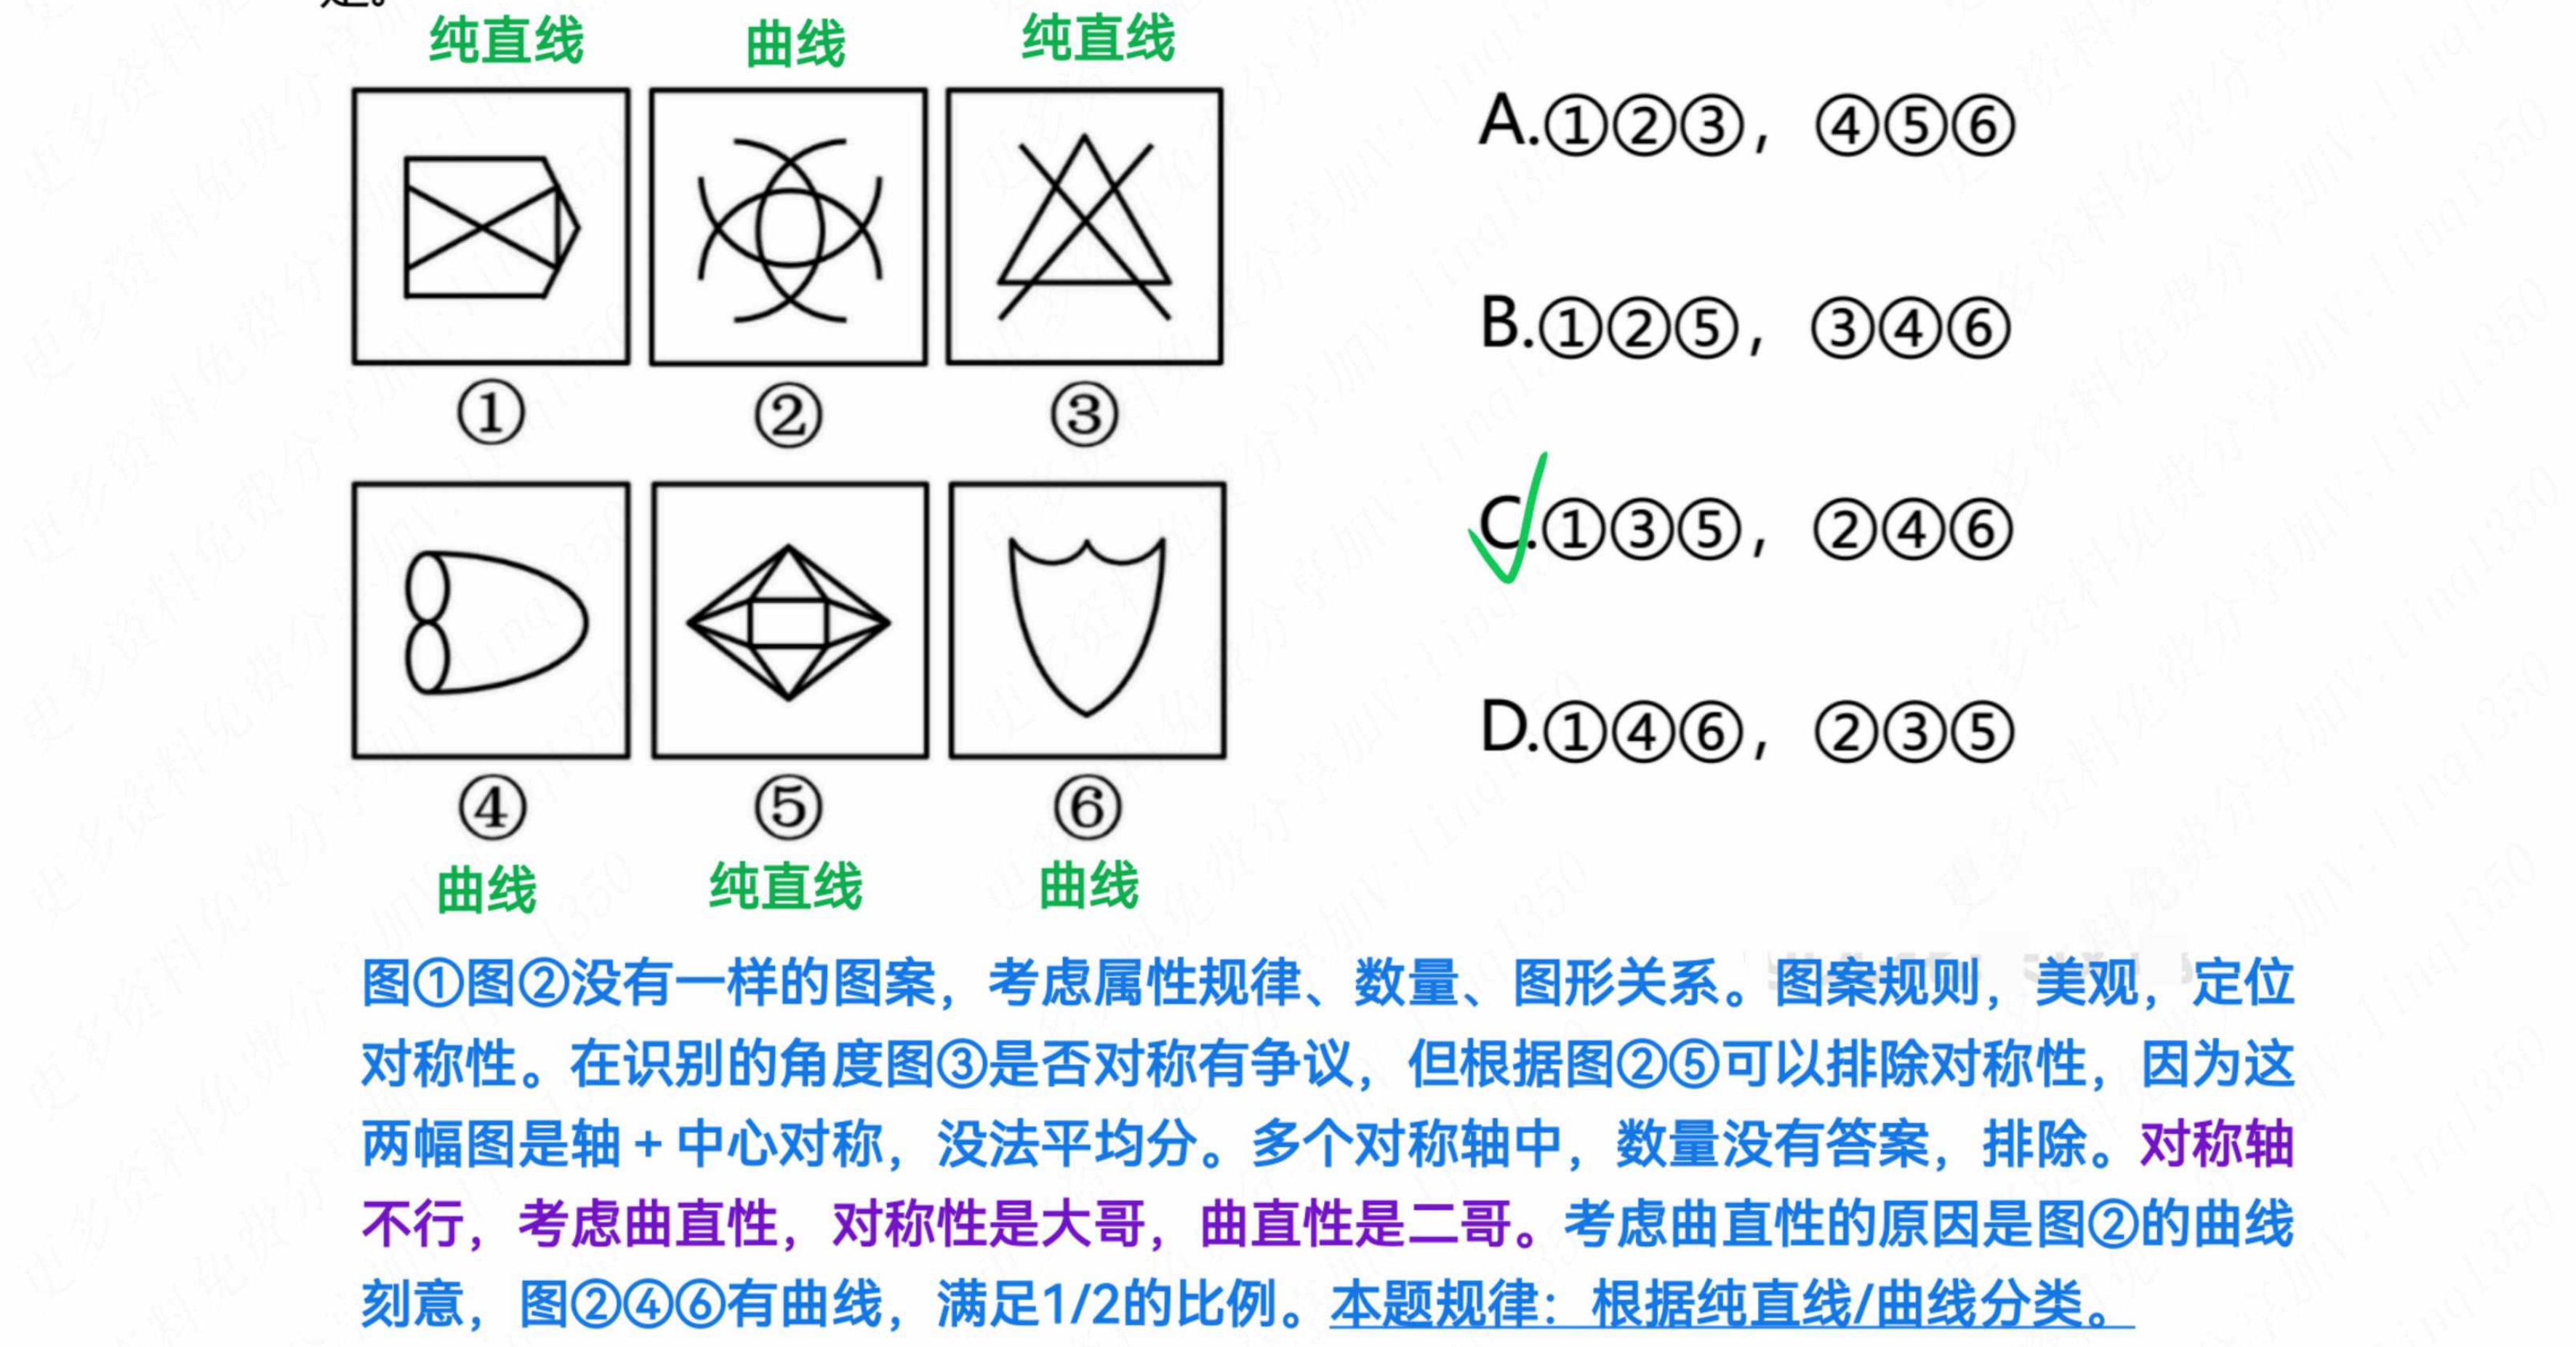 纯直线 曲线 纯直线
① ② ③
④ ⑤ ⑥
曲线 纯直线 曲线
A.①②③, ④⑤⑥
B.①②⑤, ③④⑥
C.①③⑤, ②④⑥
D.①④⑥, ②③⑤
图①图②没有一样的图案，考虑属性规律、数量、图形关系。图案规则，美观，定位
对称性。在识别的角度图③是否对称有争议，但根据图②⑤可以排除对称性，因为这
两幅图是轴+中心对称，没法平均分。多个对称轴中，数量没有答案，排除。对称轴
不行，考虑曲直性，对称性是大哥，曲直性是二哥。考虑曲直性的原因是图②的曲线
刻意，图②④⑥有曲线，满足1/2的比例。本题规律：根据纯直线/曲线分类。